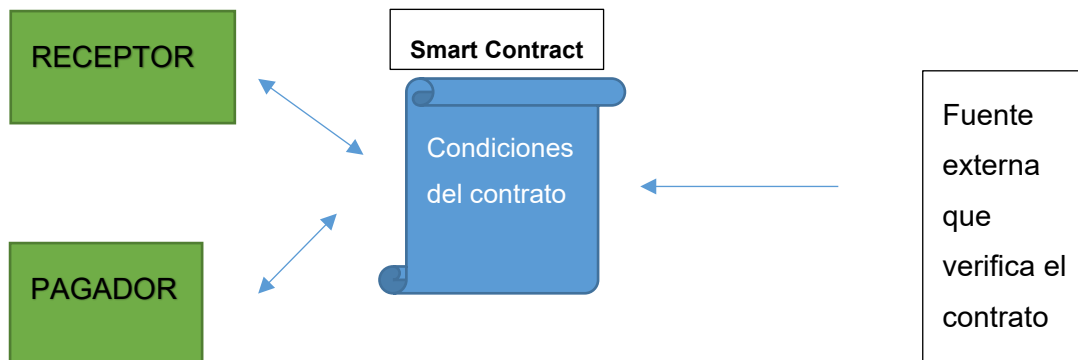 RECEPTOR
Smart Contract
Condiciones
del contrato
PAGADOR
Fuente
externa
que
verifica el
contrato